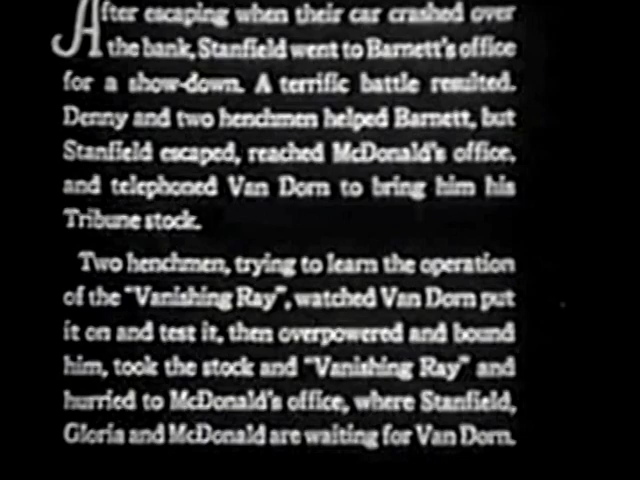 After escaping when their car crashed over
the bank, Stanfield went to Barnett's office
for a show-down. A terrific battle resulted.
Denny and two henchmen helped Barnett, but
Stanfield escaped, reached McDonald's office,
and telephoned Van Dorn to bring him his
Tribune stock.
Two henchmen, trying to learn the operation
of the "Vanishing Ray", watched Van Dorn put
it on and test it, then overpowered and bound
him, took the stock and "Vanishing Ray" and
hurried to McDonald's office, where Stanfield,
Gloria and McDonald are waiting for Van Dorn.